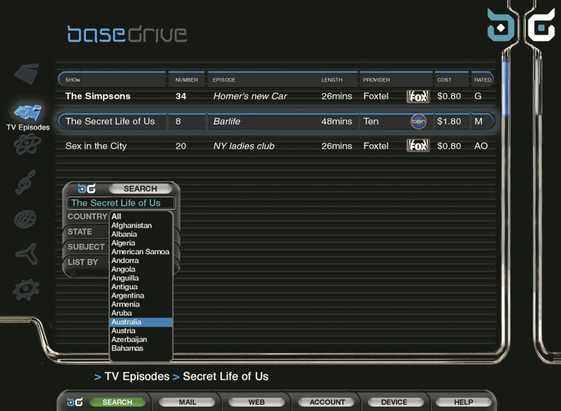 basedrive
SHOW NUMBER EPISODE LENGTH PROVIDER COST RATED
The Simpsons 34 Homer's new Car 26mins Foxtel FOX $0.80 G
TV Episodes
The Secret Life of Us 8 Barlife 48mins Ten ten $1.80 M
Sex in the City 20 NY ladies club 26mins Foxtel FOX $0.80 AO
SEARCH
The Secret Life of Us
COUNTRY All
Afghanistan
STATE Albania
Algeria
SUBJECT American Samoa
Andorra
LIST BY Angola
Anguilla
Antigua
Argentina
Armenia
Aruba
Australia
Austria
Azerbaijan
Bahamas
> TV Episodes > Secret Life of Us
SEARCH MAIL WEB ACCOUNT DEVICE HELP